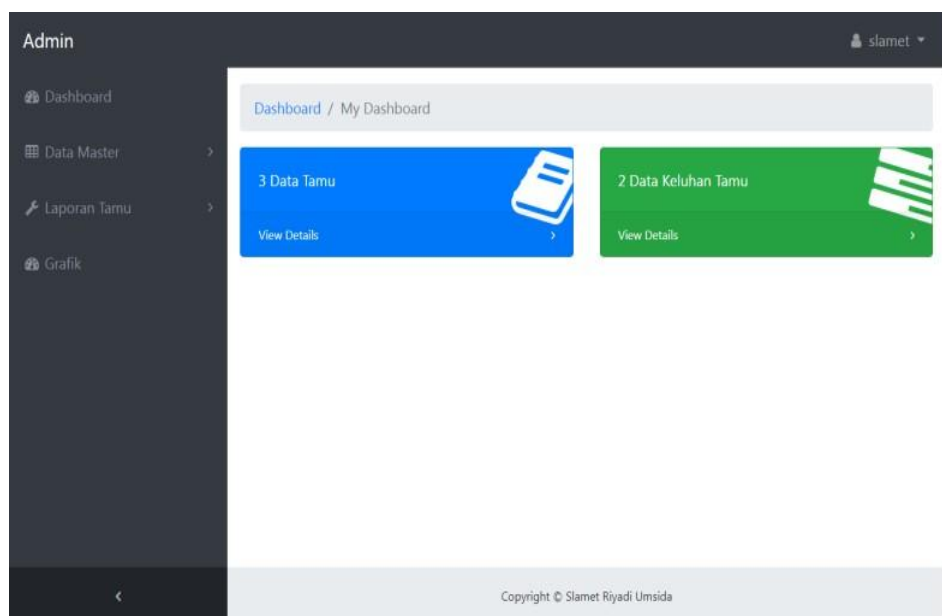 Admin
slamet
Dashboard
Data Master
Laporan Tamu
Grafik
Dashboard / My Dashboard
3 Data Tamu
View Details
2 Data Keluhan Tamu
View Details
Copyright © Slamet Riyadi Umsida